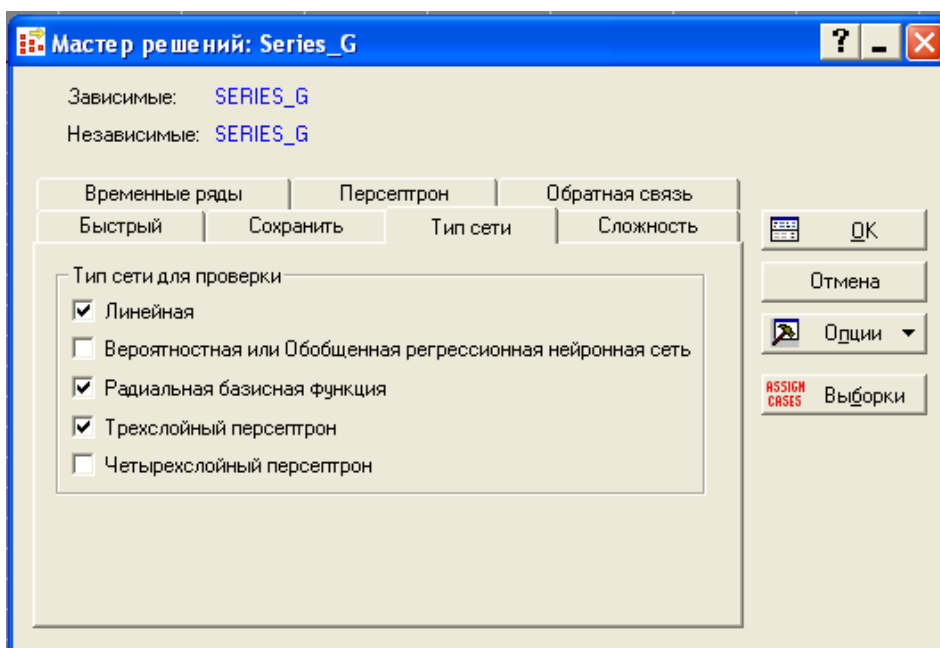 Мастер решений: Series_G
Зависимые: SERIES_G
Независимые: SERIES_G
Временные ряды Персептрон Обратная связь
Быстрый Сохранить Тип сети Сложность
Тип сети для проверки
Линейная
Вероятностная или Обобщенная регрессионная нейронная сеть
Радиальная базисная функция
Трехслойный персептрон
Четырехслойный персептрон
OK
Отмена
Опции
ASSIGN
CASES
Выборки